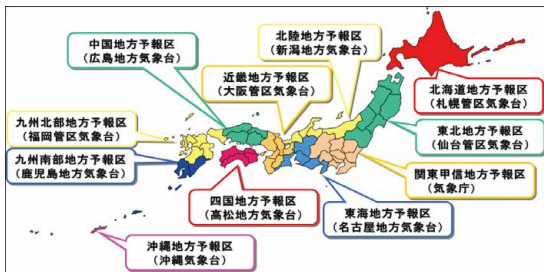 中国地方予報区
(広島地方気象台)
北陸地方予報区
(新潟地方気象台)
近畿地方予報区
(大阪管区気象台)
北海道地方予報区
(札幌管区気象台)
九州北部地方予報区
(福岡管区気象台)
東北地方予報区
(仙台管区気象台)
九州南部地方予報区
(鹿児島地方気象台)
関東甲信地方予報区
(気象庁)
四国地方予報区
(高松地方気象台)
東海地方予報区
(名古屋地方気象台)
沖縄地方予報区
(沖縄気象台)